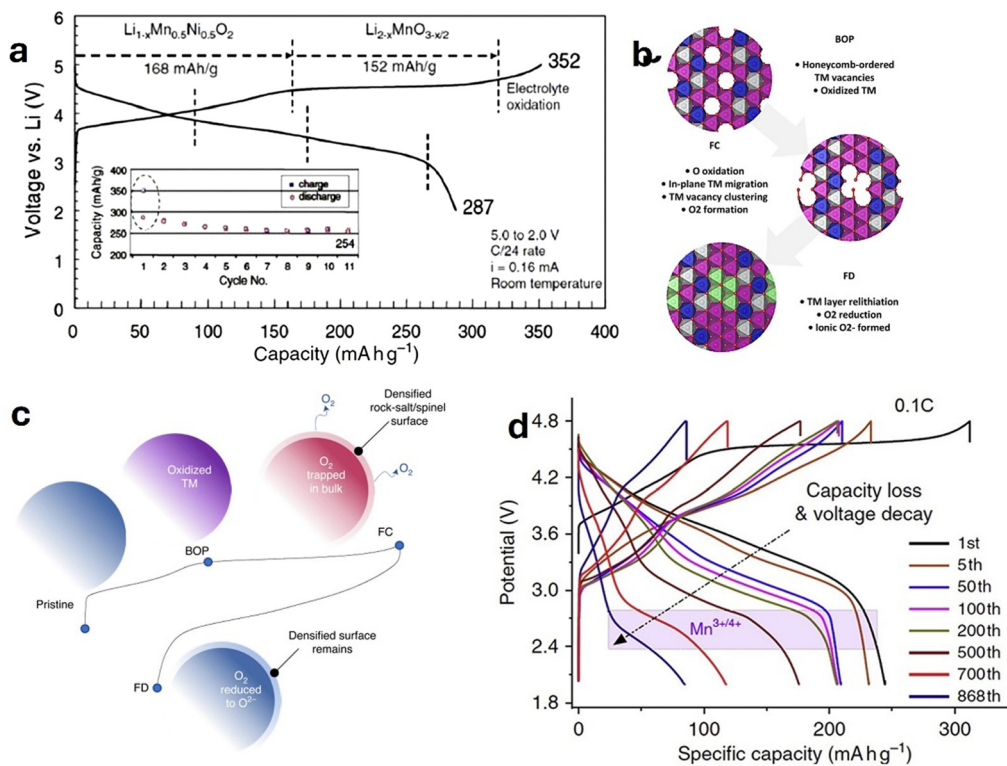 a
6
5
4
3
2
1
0
Voltage vs. Li (V)
Li1-xMn0.5Ni0.5O2
168 mAh/g
Li2-xMnO3-x/2
152 mAh/g
352
Electrolyte
oxidation
287
5.0 to 2.0 V
C/24 rate
i = 0.16 mA
Room temperature
Capacity (mAh/g)
400
350
300
250
200
charge
discharge
254
1 2 3 4 5 6 7 8 9 10 11
Cycle No.
0 50 100 150 200 250 300 350 400
Capacity (mA h g–1)
b
BOP
• Honeycomb-ordered
TM vacancies
• Oxidized TM
FC
• O oxidation
• In-plane TM migration
• TM vacancy clustering
• O2 formation
FD
• TM layer relithiation
• O2 reduction
• Ionic O2- formed
c
Pristine
Oxidized
TM
BOP
O2
O2
Densified
rock-salt/spinel
surface
O2
trapped
in bulk
FC
Densified surface
remains
O2
reduced
to O2–
FD
d
0.1C
4.8
4.2
3.6
3.0
2.4
1.8
Potential (V)
Capacity loss
& voltage decay
Mn3+/4+
1st
5th
50th
100th
200th
500th
700th
868th
0 100 200 300
Specific capacity (mA h g–1)